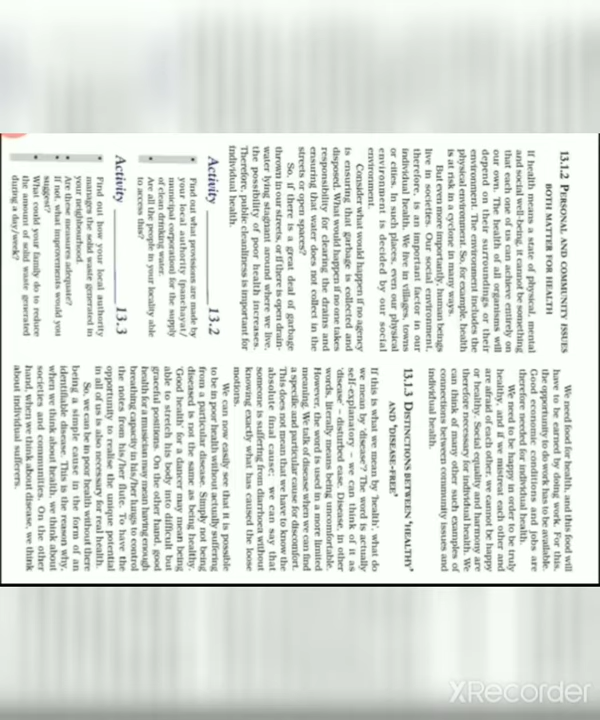 13.1.2 PERSONAL AND COMMUNITY ISSUES
BOTH MATTER FOR HEALTH
If health means a state of physical, mental
and social well-being, it cannot be something
that each one of us can achieve entirely on
our own. The health of all organisms will
depend on their surroundings or their
environment. The environment includes the
physical environment. So, for example, health
is at risk in a cyclone in many ways.
But even more importantly, human beings
live in societies. Our social environment,
therefore, is an important factor in our
individual health. We live in villages, towns
or cities. In such places, even our physical
environment is decided by our social
environment.
Consider what would happen if no agency
is ensuring that garbage is collected and
disposed. What would happen if no one takes
responsibility for clearing the drains and
ensuring that water does not collect in the
streets or open spaces?
So, if there is a great deal of garbage
thrown in our streets, or if there is open drain-
water lying stagnant around where we live,
the possibility of poor health increases.
Therefore, public cleanliness is important for
individual health.
Activity 13.2
• Find out what provisions are made by
your local authority (panchayat/
municipal corporation) for the supply
of clean drinking water.
• Are all the people in your locality able
to access this?
Activity 13.3
• Find out how your local authority
manages the solid waste generated in
your neighbourhood.
• Are these measures adequate?
• If not, what improvements would you
suggest?
• What could your family do to reduce
the amount of solid waste generated
during a day/week?
We need food for health, and this food will
have to be earned by doing work. For this,
the opportunity to do work has to be available.
Good economic conditions and jobs are
therefore needed for individual health.
We need to be happy in order to be truly
healthy, and if we mistreat each other and
are afraid of each other, we cannot be happy
or healthy. Social equality and harmony are
therefore necessary for individual health. We
can think of many other such examples of
connections between community issues and
individual health.
13.1.3 DISTINCTIONS BETWEEN 'HEALTHY'
AND 'DISEASE-FREE'
If this is what we mean by 'health', what do
we mean by 'disease'? The word is actually
self-explanatory – we can think of it as
'disease' – disturbed ease. Disease, in other
words, literally means being uncomfortable.
However, the word is used in a more limited
meaning. We talk of disease when we can find
a specific and particular cause for discomfort.
This does not mean that we have to know the
absolute final cause; we can say that
someone is suffering from diarrhoea without
knowing exactly what has caused the loose
motions.
We can now easily see that it is possible
to be in poor health without actually suffering
from a particular disease. Simply not being
diseased is not the same as being healthy.
'Good health' for a dancer may mean being
able to stretch his body into difficult but
graceful positions. On the other hand, good
health for a musician may mean having enough
breathing capacity in his/her lungs to control
the notes from his/her flute. To have the
opportunity to realise the unique potential
in all of us is also necessary for real health.
So, we can be in poor health without there
being a simple cause in the form of an
identifiable disease. This is the reason why,
when we think about health, we think about
societies and communities. On the other
hand, when we think about disease, we think
about individual sufferers.
XRecorder